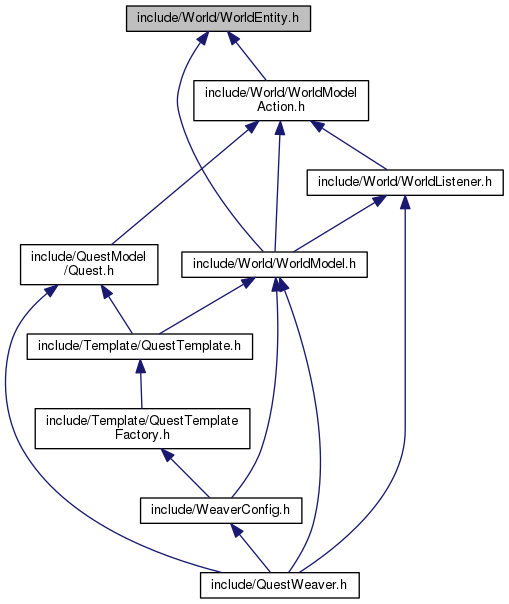 include/World/WorldEntity.h
include/World/WorldModel
Action.h
include/World/WorldListener.h
include/QuestModel
/Quest.h
include/World/WorldModel.h
include/Template/QuestTemplate.h
include/Template/QuestTemplate
Factory.h
include/WeaverConfig.h
include/QuestWeaver.h